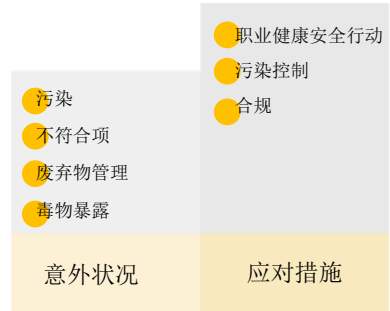 职业健康安全行动
污染控制
合规
污染
不符合项
废弃物管理
毒物暴露
意外状况
应对措施